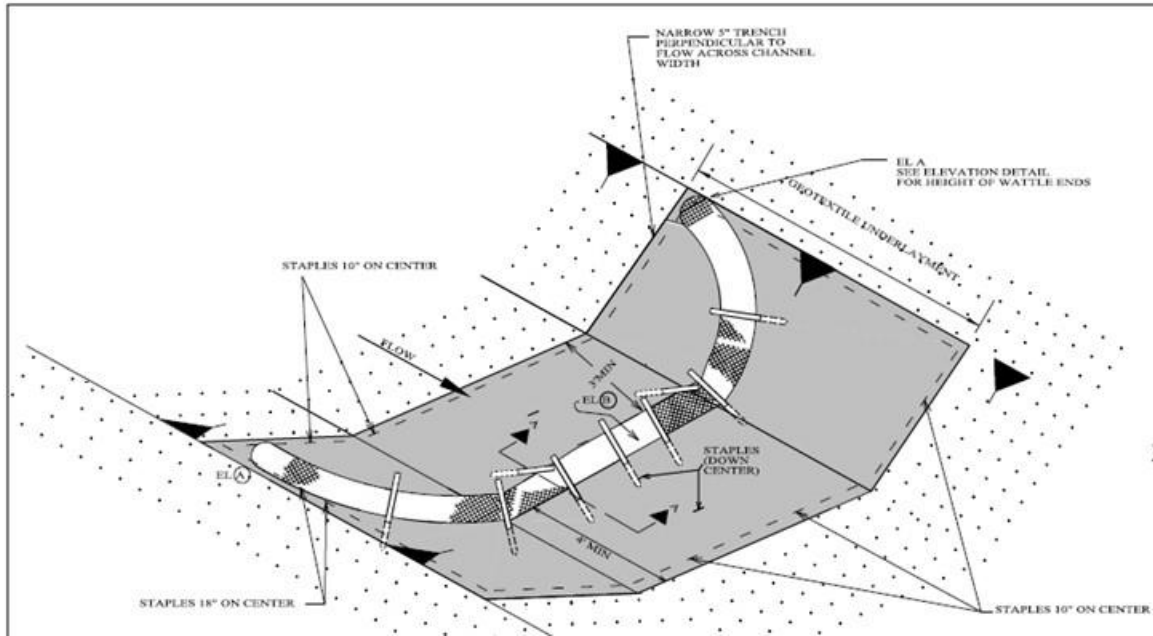 NARROW 5" TRENCH
PERPENDICULAR TO
FLOW ACROSS CHANNEL
WIDTH
EL A
SEE ELEVATION DETAIL
FOR HEIGHT OF WATTLE ENDS
GEOTEXTILE UNDERLAYMENT
STAPLES 10" ON CENTER
FLOW
3' MIN
EL B
STAPLES
(DOWN
CENTER)
EL A
4' MIN
STAPLES 18" ON CENTER
STAPLES 10" ON CENTER